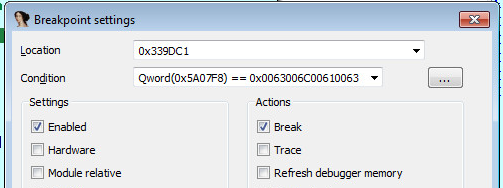 Breakpoint settings
Location 0x339DC1
Condition Qword(0x5A07F8) == 0x0063006C00610063 ...
Settings Actions
Enabled Break
Hardware Trace
Module relative Refresh debugger memory